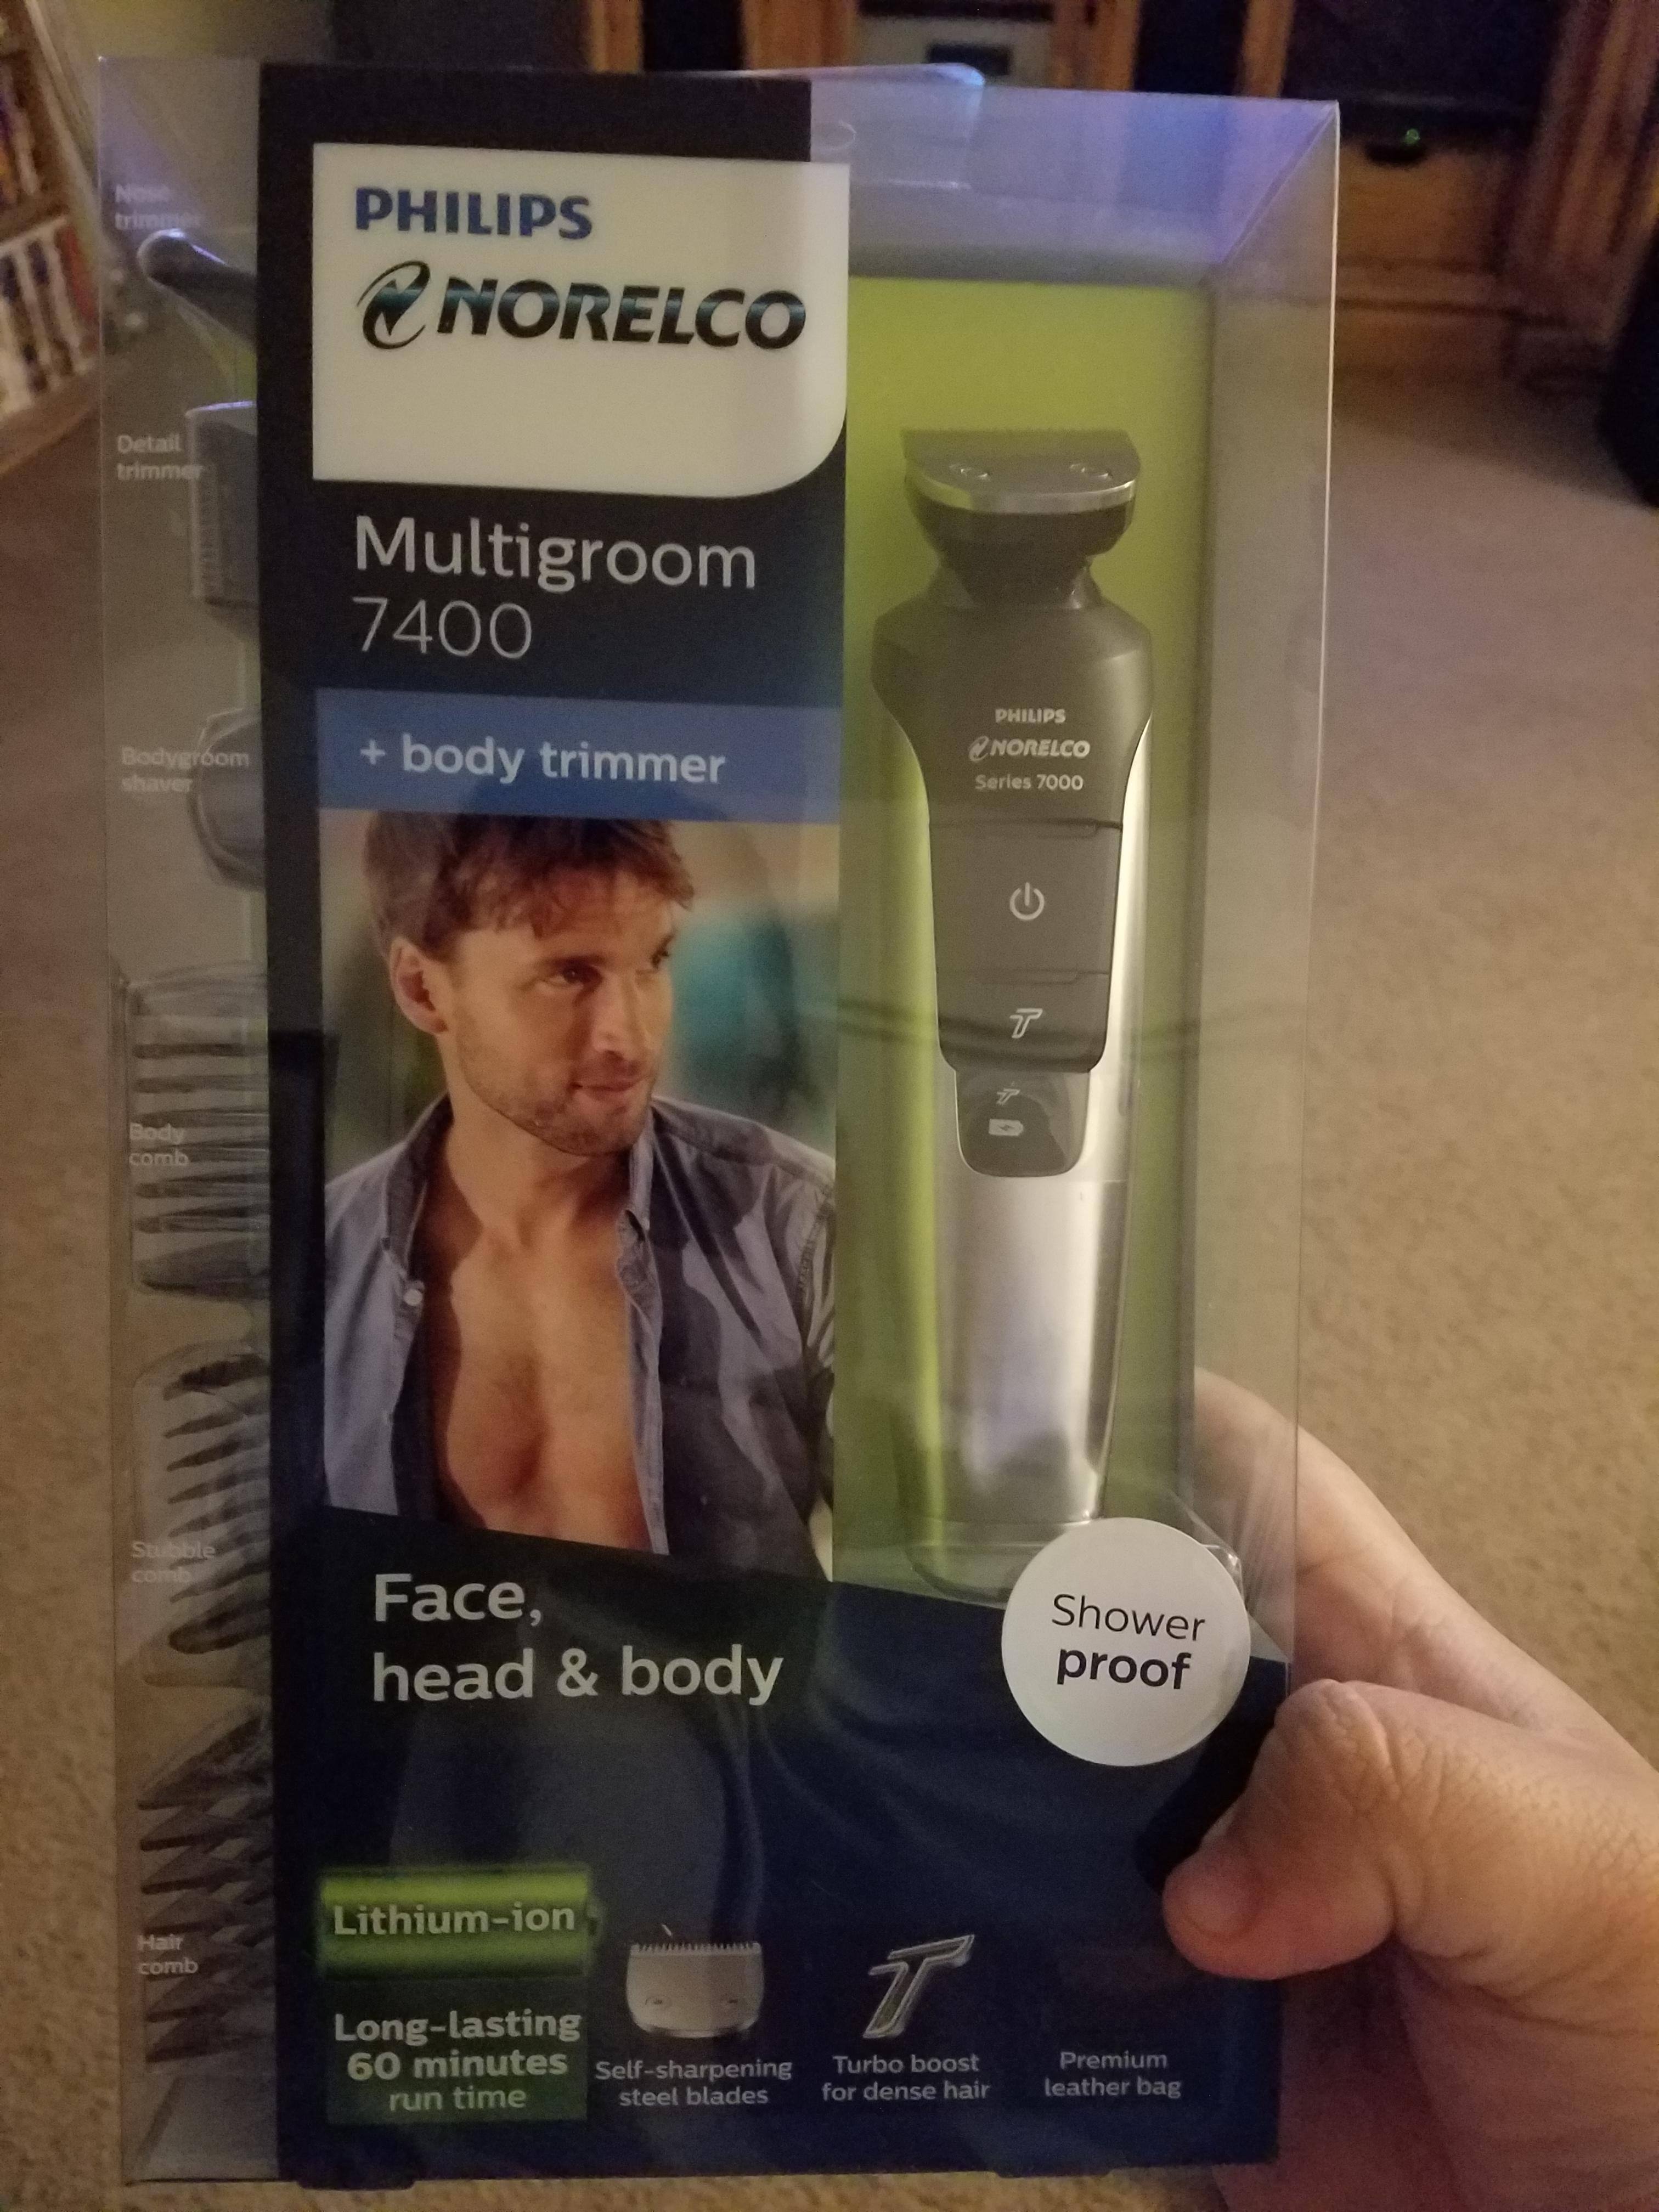 PHILIPS
NORELCO
Multigroom
7400
+ body trimmer
PHILIPS
NORELCO
Series 7000
Face,
head & body
Shower
proof
Lithium-ion
Long-lasting
60 minutes
run time
Self-sharpening
steel blades
T
Turbo boost
for dense hair
Premium
leather bag
Nose
trimmer
Detail
trimmer
Bodygroom
shaver
Body
comb
Stubble
comb
Hair
comb